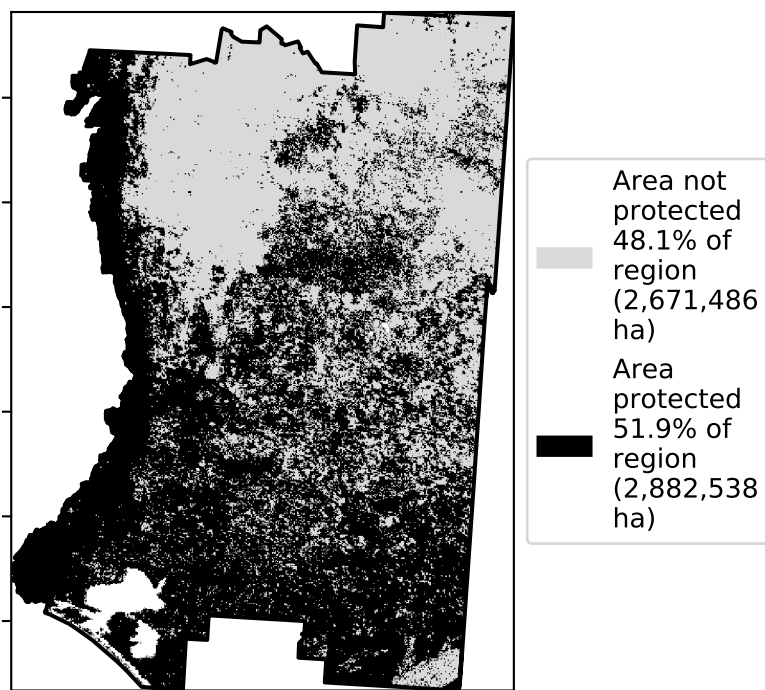 Area not
protected
48.1% of
region
(2,671,486
ha)
Area
protected
51.9% of
region
(2,882,538
ha)